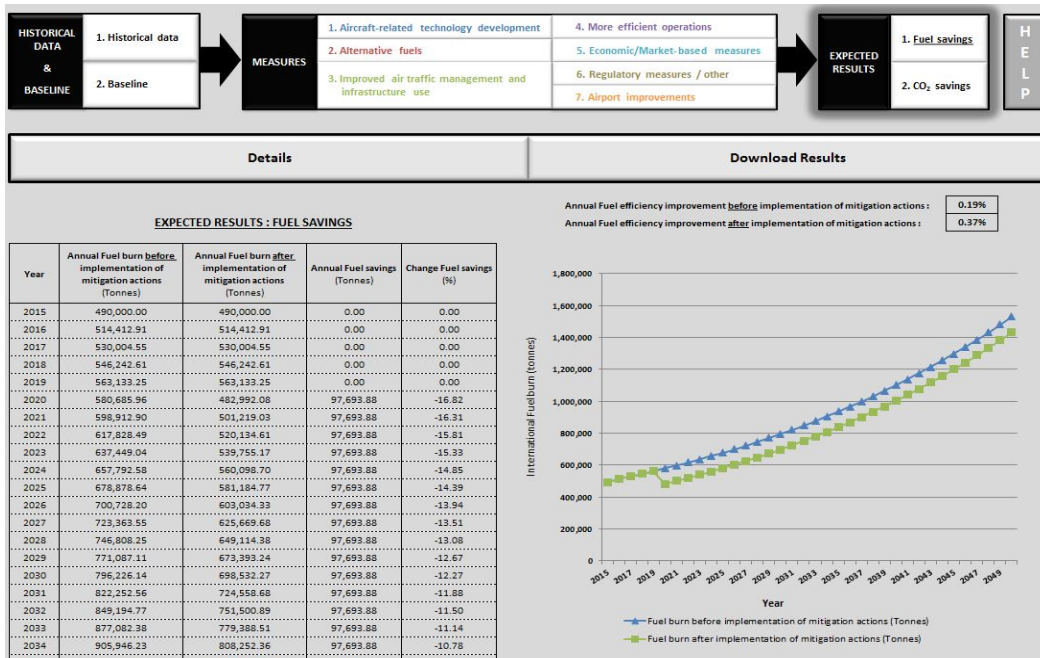 HISTORICAL
DATA
&
BASELINE
1. Historical data
2. Baseline
MEASURES
1. Aircraft-related technology development
2. Alternative fuels
3. Improved air traffic management and
infrastructure use
4. More efficient operations
5. Economic/Market-based measures
6. Regulatory measures / other
7. Airport improvements
EXPECTED
RESULTS
1. Fuel savings
2. CO₂ savings
H
E
L
P
Details
Download Results
EXPECTED RESULTS : FUEL SAVINGS
Annual Fuel efficiency improvement before implementation of mitigation actions : 0.19%
Annual Fuel efficiency improvement after implementation of mitigation actions : 0.37%
Year
Annual Fuel burn before
implementation of
mitigation actions
(Tonnes)
Annual Fuel burn after
implementation of
mitigation actions
(Tonnes)
Annual Fuel savings
(Tonnes)
Change Fuel savings
(%)
2015 490,000.00 490,000.00 0.00 0.00
2016 514,412.91 514,412.91 0.00 0.00
2017 530,004.55 530,004.55 0.00 0.00
2018 546,242.61 546,242.61 0.00 0.00
2019 563,133.25 563,133.25 0.00 0.00
2020 580,685.96 482,992.08 97,693.88 -16.82
2021 598,912.90 501,219.03 97,693.88 -16.31
2022 617,828.49 520,134.61 97,693.88 -15.81
2023 637,449.04 539,755.17 97,693.88 -15.33
2024 657,792.58 560,098.70 97,693.88 -14.85
2025 678,878.64 581,184.77 97,693.88 -14.39
2026 700,728.20 603,034.33 97,693.88 -13.94
2027 723,363.55 625,669.68 97,693.88 -13.51
2028 746,808.25 649,114.38 97,693.88 -13.08
2029 771,087.11 673,393.24 97,693.88 -12.67
2030 796,226.14 698,532.27 97,693.88 -12.27
2031 822,252.56 724,558.68 97,693.88 -11.88
2032 849,194.77 751,500.89 97,693.88 -11.50
2033 877,082.38 779,388.51 97,693.88 -11.14
2034 905,946.23 808,252.36 97,693.88 -10.78
International Fuelburn (tonnes)
1,800,000
1,600,000
1,400,000
1,200,000
1,000,000
800,000
600,000
400,000
200,000
0
2015 2017 2019 2021 2023 2025 2027 2029 2031 2033 2035 2037 2039 2041 2043 2045 2047 2049
Year
Fuel burn before implementation of mitigation actions (Tonnes)
Fuel burn after implementation of mitigation actions (Tonnes)